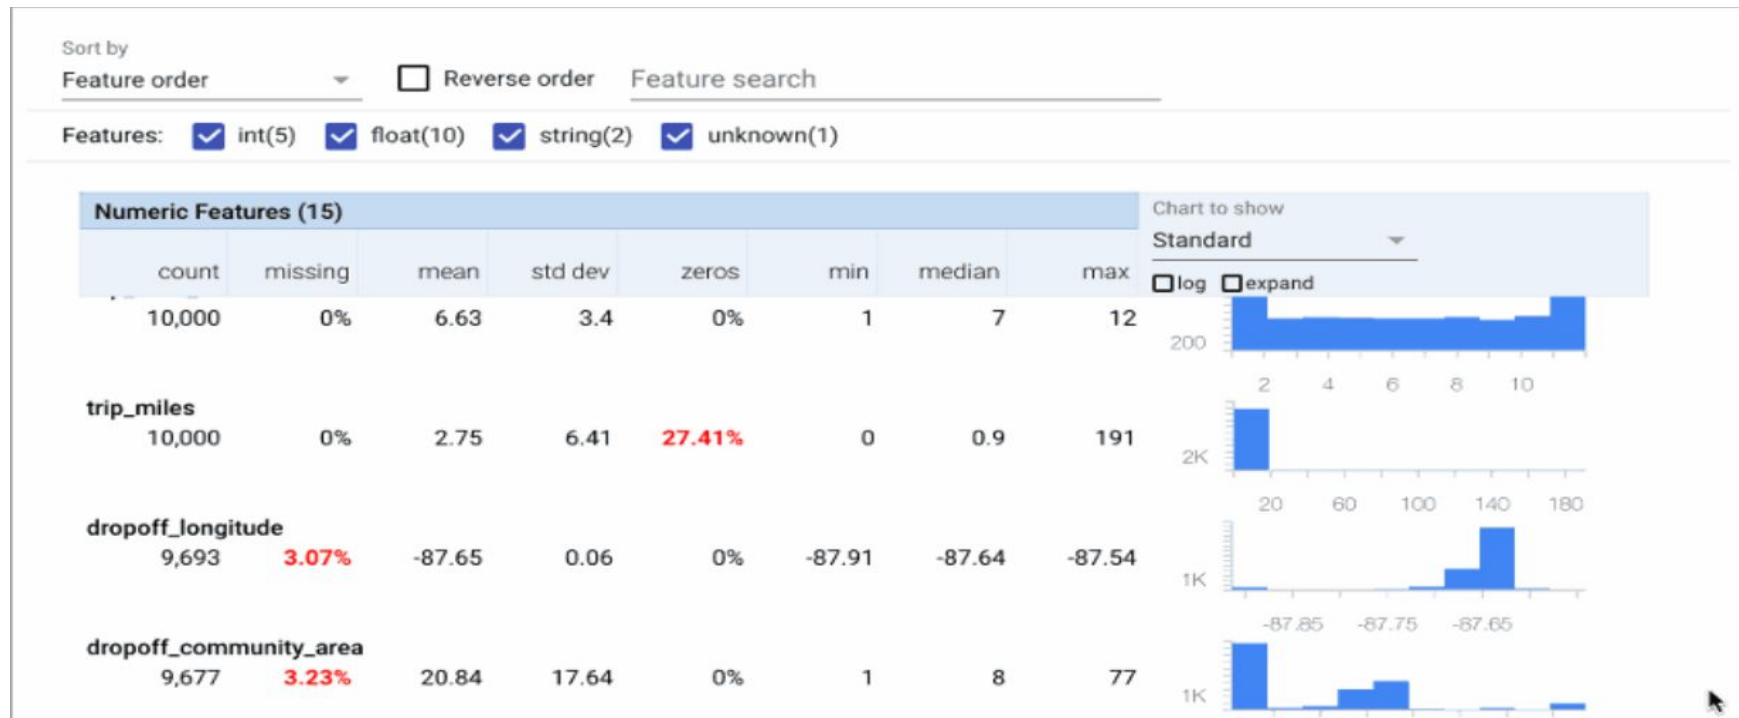 Sort by
Feature order Reverse order Feature search
Features: int(5) float(10) string(2) unknown(1)
Numeric Features (15) Chart to show
Standard
count missing mean std dev zeros min median max
log expand
10,000 0% 6.63 3.4 0% 1 7 12
200
2 4 6 8 10
trip_miles
10,000 0% 2.75 6.41 27.41% 0 0.9 191
2K
20 60 100 140 180
dropoff_longitude
9,693 3.07% -87.65 0.06 0% -87.91 -87.64 -87.54
1K
-87.85 -87.75 -87.65
dropoff_community_area
9,677 3.23% 20.84 17.64 0% 1 8 77
1K